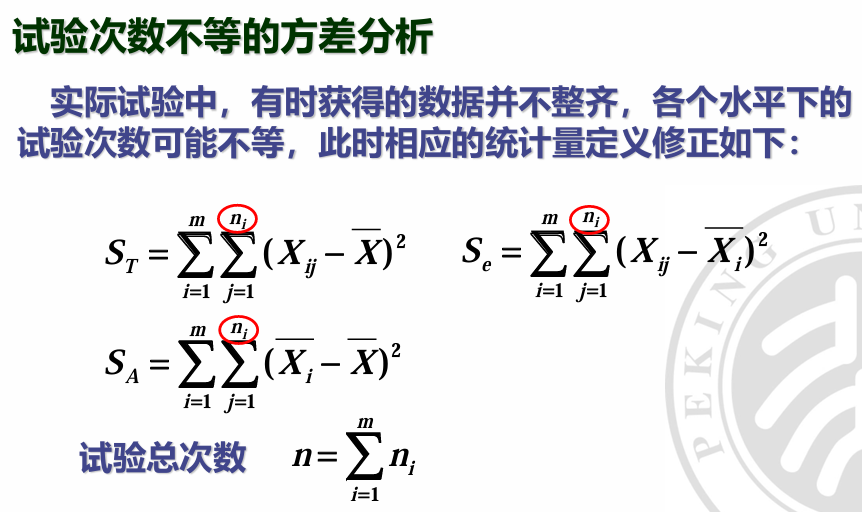 试验次数不等的方差分析
实际试验中，有时获得的数据并不整齐，各个水平下的
试验次数可能不等，此时相应的统计量定义修正如下：
$S_T = \sum_{i=1}^{m} \sum_{j=1}^{n_i} (X_{ij} - \overline{X})^2$
$S_e = \sum_{i=1}^{m} \sum_{j=1}^{n_i} (X_{ij} - \overline{X_i})^2$
$S_A = \sum_{i=1}^{m} \sum_{j=1}^{n_i} (\overline{X_i} - \overline{X})^2$
试验总次数 $n = \sum_{i=1}^{m} n_i$
PEKING UN